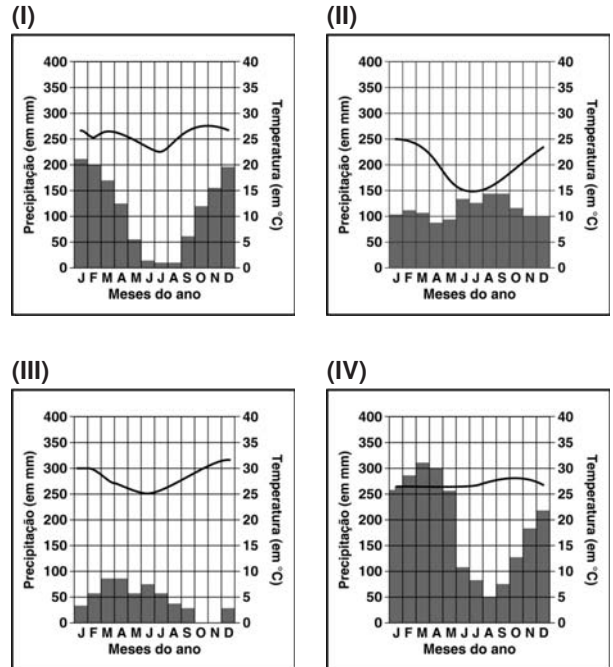 (I)
400 40
350 35
300 30
250 25
200 20
150 15
100 10
50 5
0 0
Precipitação (em mm)
Temperatura (em °C)
J F M A M J J A S O N D
Meses do ano
(II)
400 40
350 35
300 30
250 25
200 20
150 15
100 10
50 5
0 0
Precipitação (em mm)
Temperatura (em °C)
J F M A M J J A S O N D
Meses do ano
(III)
400 40
350 35
300 30
250 25
200 20
150 15
100 10
50 5
0 0
Precipitação (em mm)
Temperatura (em °C)
J F M A M J J A S O N D
Meses do ano
(IV)
400 40
350 35
300 30
250 25
200 20
150 15
100 10
50 5
0 0
Precipitação (em mm)
Temperatura (em °C)
J F M A M J J A S O N D
Meses do ano